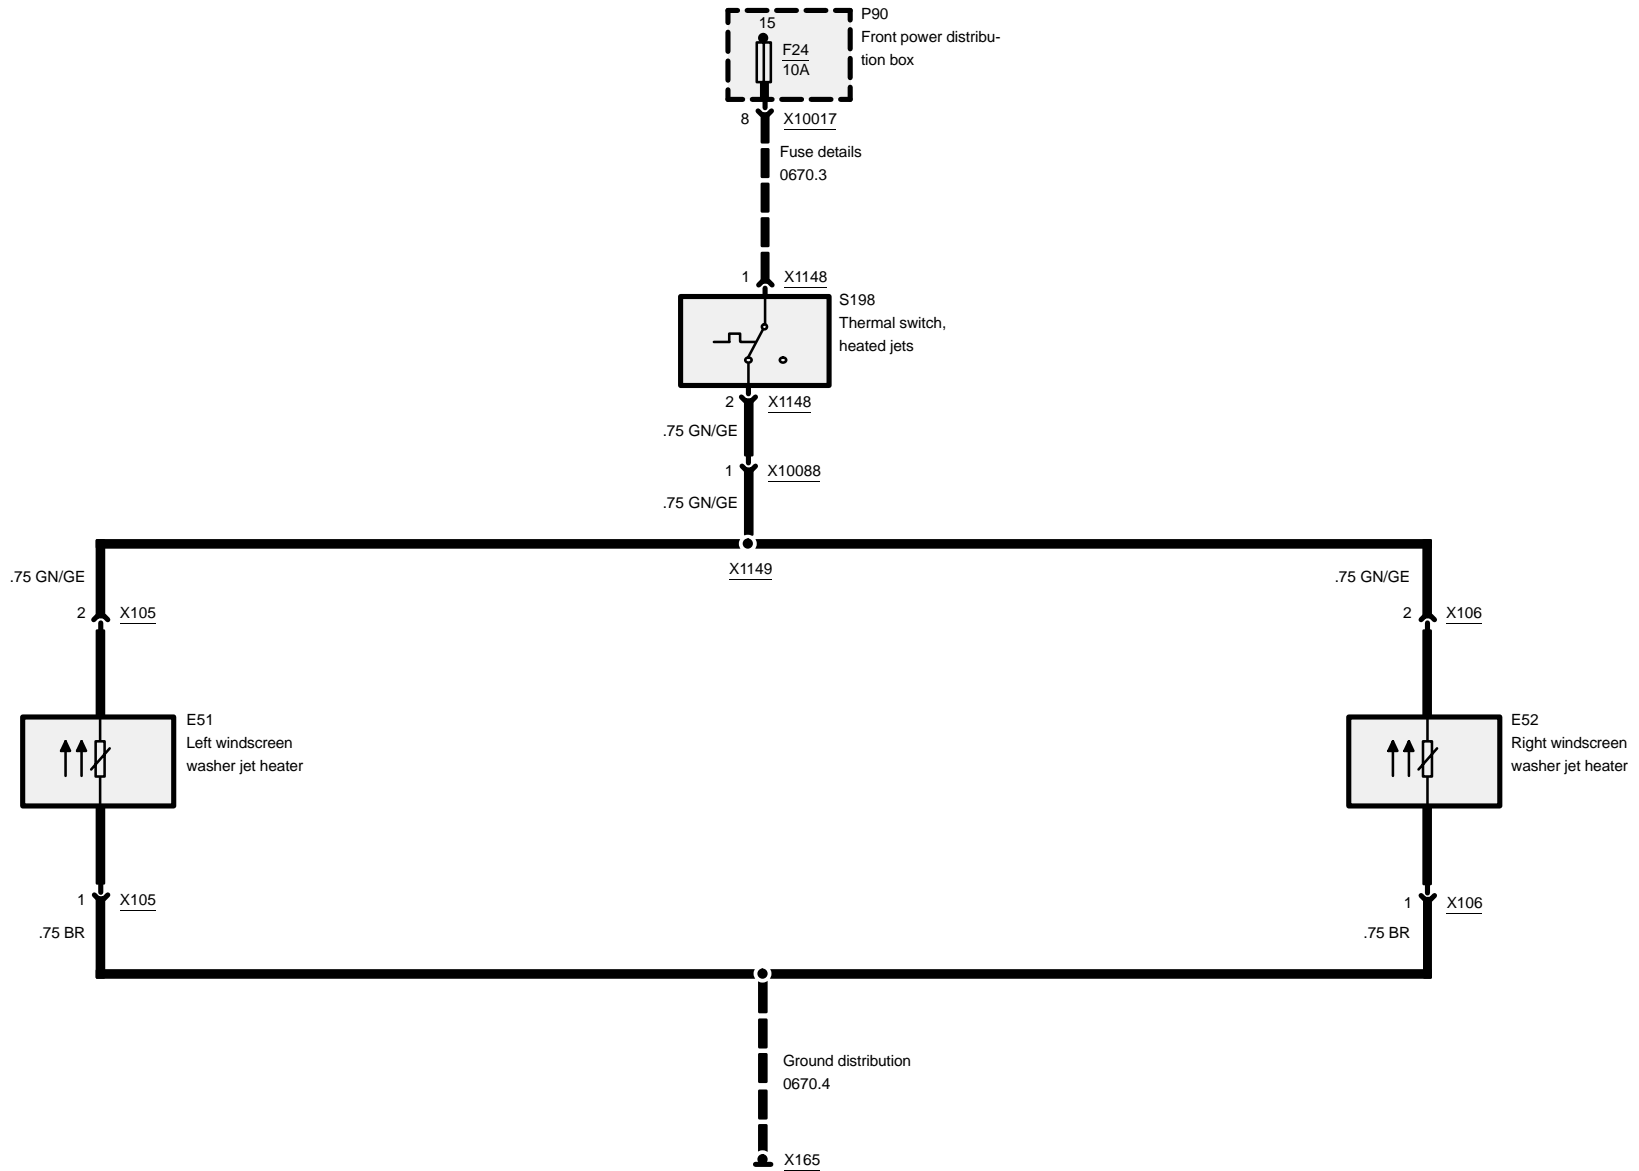 15
F24
10A
P90
Front power distribu-
tion box
8 X10017
Fuse details
0670.3
1 X1148
S198
Thermal switch,
heated jets
2 X1148
.75 GN/GE
1 X10088
.75 GN/GE
X1149
.75 GN/GE
2 X105
.75 GN/GE
2 X106
E51
Left windscreen
washer jet heater
E52
Right windscreen
washer jet heater
1 X105
.75 BR
1 X106
.75 BR
Ground distribution
0670.4
X165